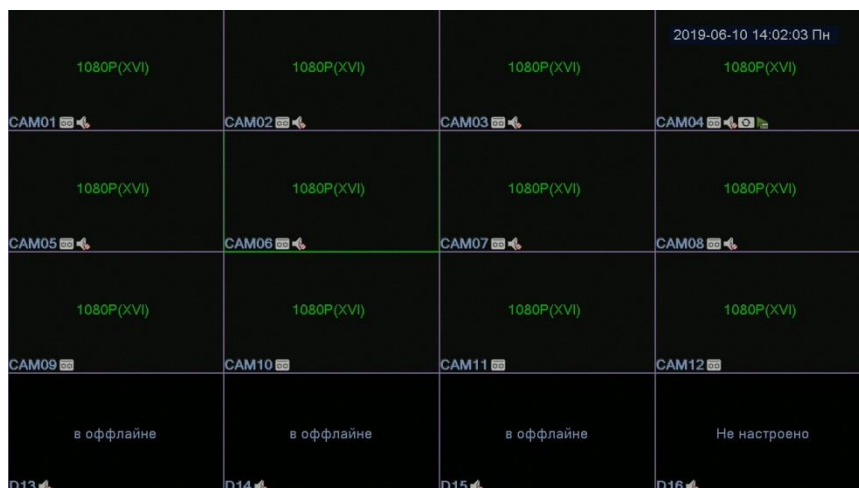 2019-06-10 14:02:03 Пн
1080P(XVI) 1080P(XVI) 1080P(XVI) 1080P(XVI)
CAM01 CAM02 CAM03 CAM04
1080P(XVI) 1080P(XVI) 1080P(XVI) 1080P(XVI)
CAM05 CAM06 CAM07 CAM08
1080P(XVI) 1080P(XVI) 1080P(XVI) 1080P(XVI)
CAM09 CAM10 CAM11 CAM12
в оффлайне в оффлайне в оффлайне Не настроено
D13 D14 D15 D16